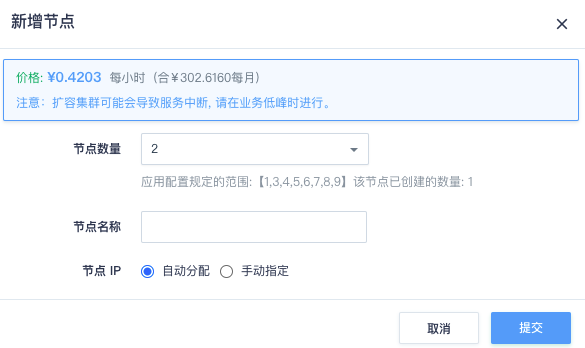 新增节点
价格: ¥0.4203 每小时（合￥302.6160每月）
注意：扩容集群可能会导致服务中断, 请在业务低峰时进行。
节点数量 2
应用配置规定的范围:【1,3,4,5,6,7,8,9】该节点已创建的数量: 1
节点名称
节点 IP 自动分配 手动指定
取消 提交